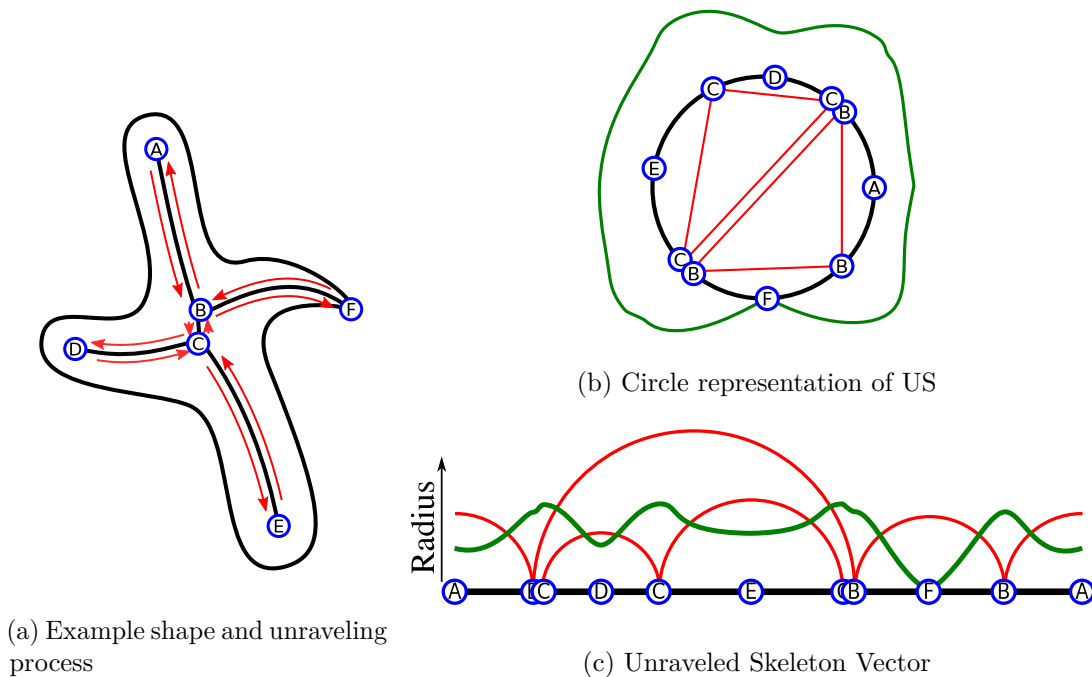 A
B
F
D
C
E
(a) Example shape and unraveling
process
D
C
C
B
E
A
C
B
B
F
(b) Circle representation of US
Radius
A B C D C E C B F B A
(c) Unraveled Skeleton Vector